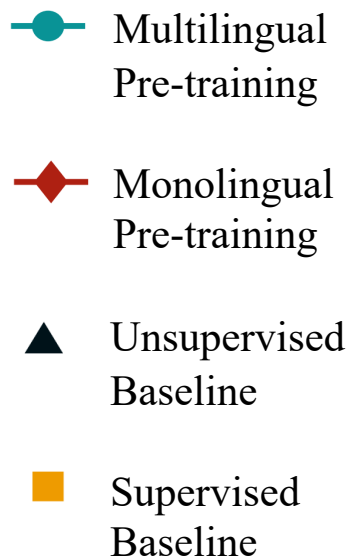 Multilingual
Pre-training
Monolingual
Pre-training
Unsupervised
Baseline
Supervised
Baseline